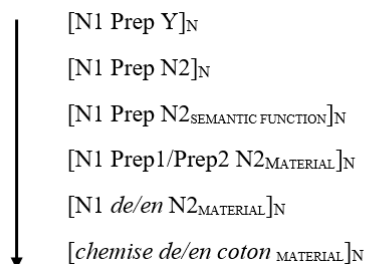 [N1 Prep Y]N
[N1 Prep N2]N
[N1 Prep N2SEMANTIC FUNCTION]N
[N1 Prep1/Prep2 N2MATERIAL]N
[N1 de/en N2MATERIAL]N
[chemise de/en coton MATERIAL]N